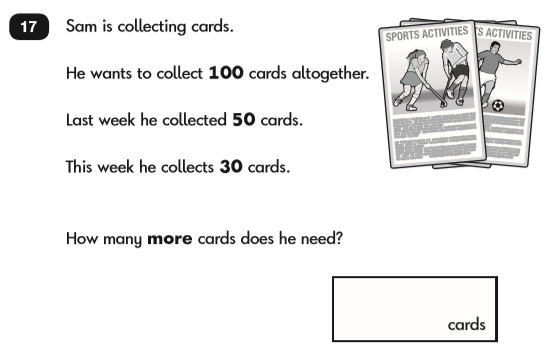 17
Sam is collecting cards.
He wants to collect 100 cards altogether.
Last week he collected 50 cards.
This week he collects 30 cards.
How many more cards does he need?
cards
SPORTS ACTIVITIES
TS ACTIVITIES